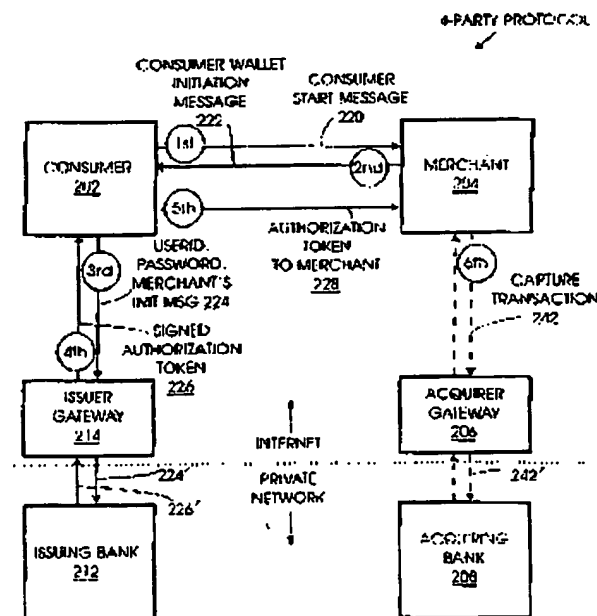 4-PARTY PROTOCOL
CONSUMER WALLET
INITIATION
MESSAGE
222
CONSUMER
START MESSAGE
220
1st
2nd
CONSUMER
202
MERCHANT
204
5th
AUTHORIZATION
TOKEN
TO MERCHANT
228
3rd
USERID,
PASSWORD,
MERCHANT'S
INIT MSG 224
6th
CAPTURE
TRANSACTION
242
4th
SIGNED
AUTHORIZATION
TOKEN
226
ISSUER
GATEWAY
214
ACQUIRER
GATEWAY
206
INTERNET
PRIVATE
NETWORK
224'
226'
242'
ISSUING BANK
212
ACQUIRING
BANK
208